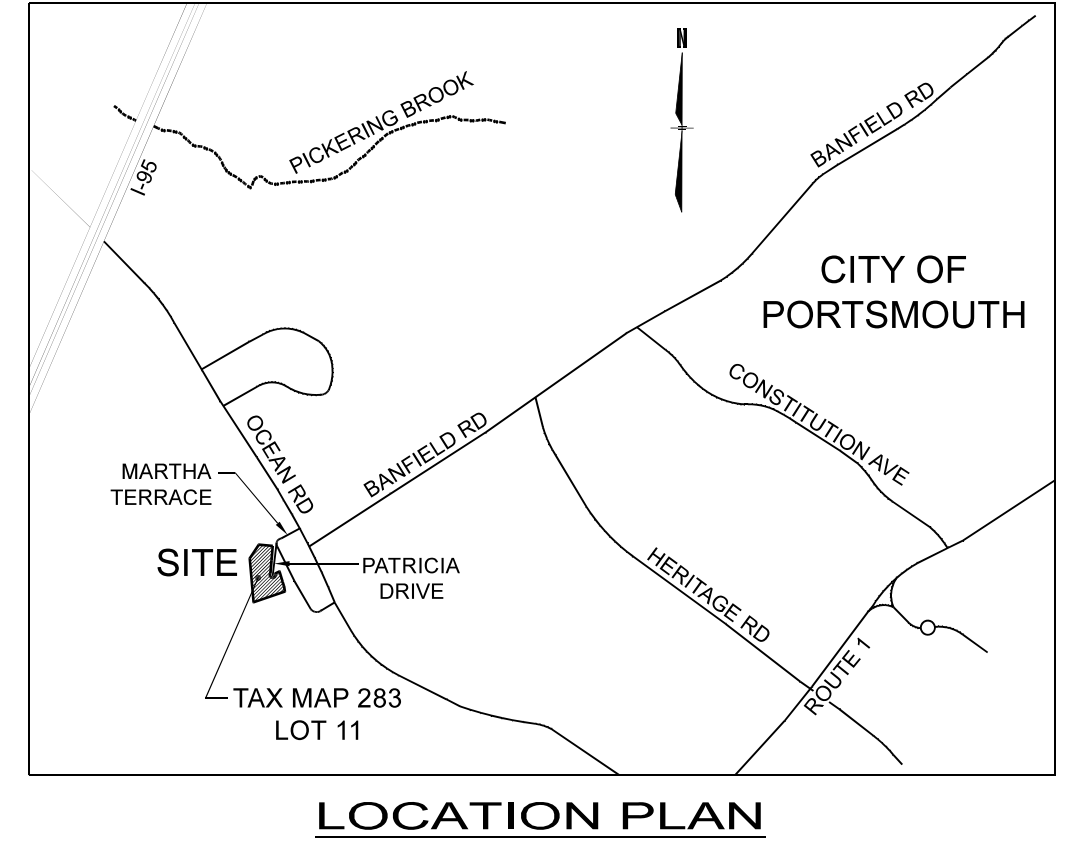 N
PICKERING BROOK
BANFIELD RD
I-95
CITY OF
PORTSMOUTH
CONSTITUTION AVE
OCEAN RD
BANFIELD RD
MARTHA
TERRACE
SITE
PATRICIA
DRIVE
HERITAGE RD
ROUTE 1
TAX MAP 283
LOT 11
LOCATION PLAN